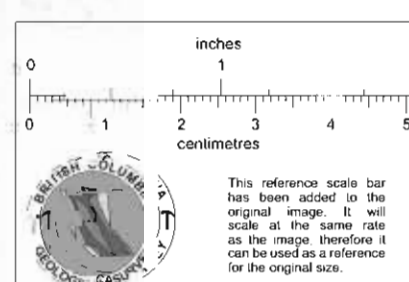 inches
0 1
0 1 2 3 4 5
centimetres
BRITISH COLUMBIA
This reference scale bar
has been added to the
original image. It will
scale at the same rate
as the image, therefore it
can be used as a reference
for the original size.